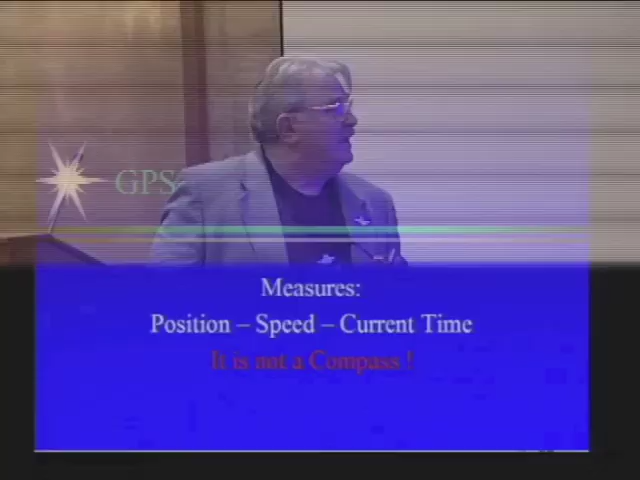 GPS
Measures:
Position – Speed – Current Time
It is not a Compass !